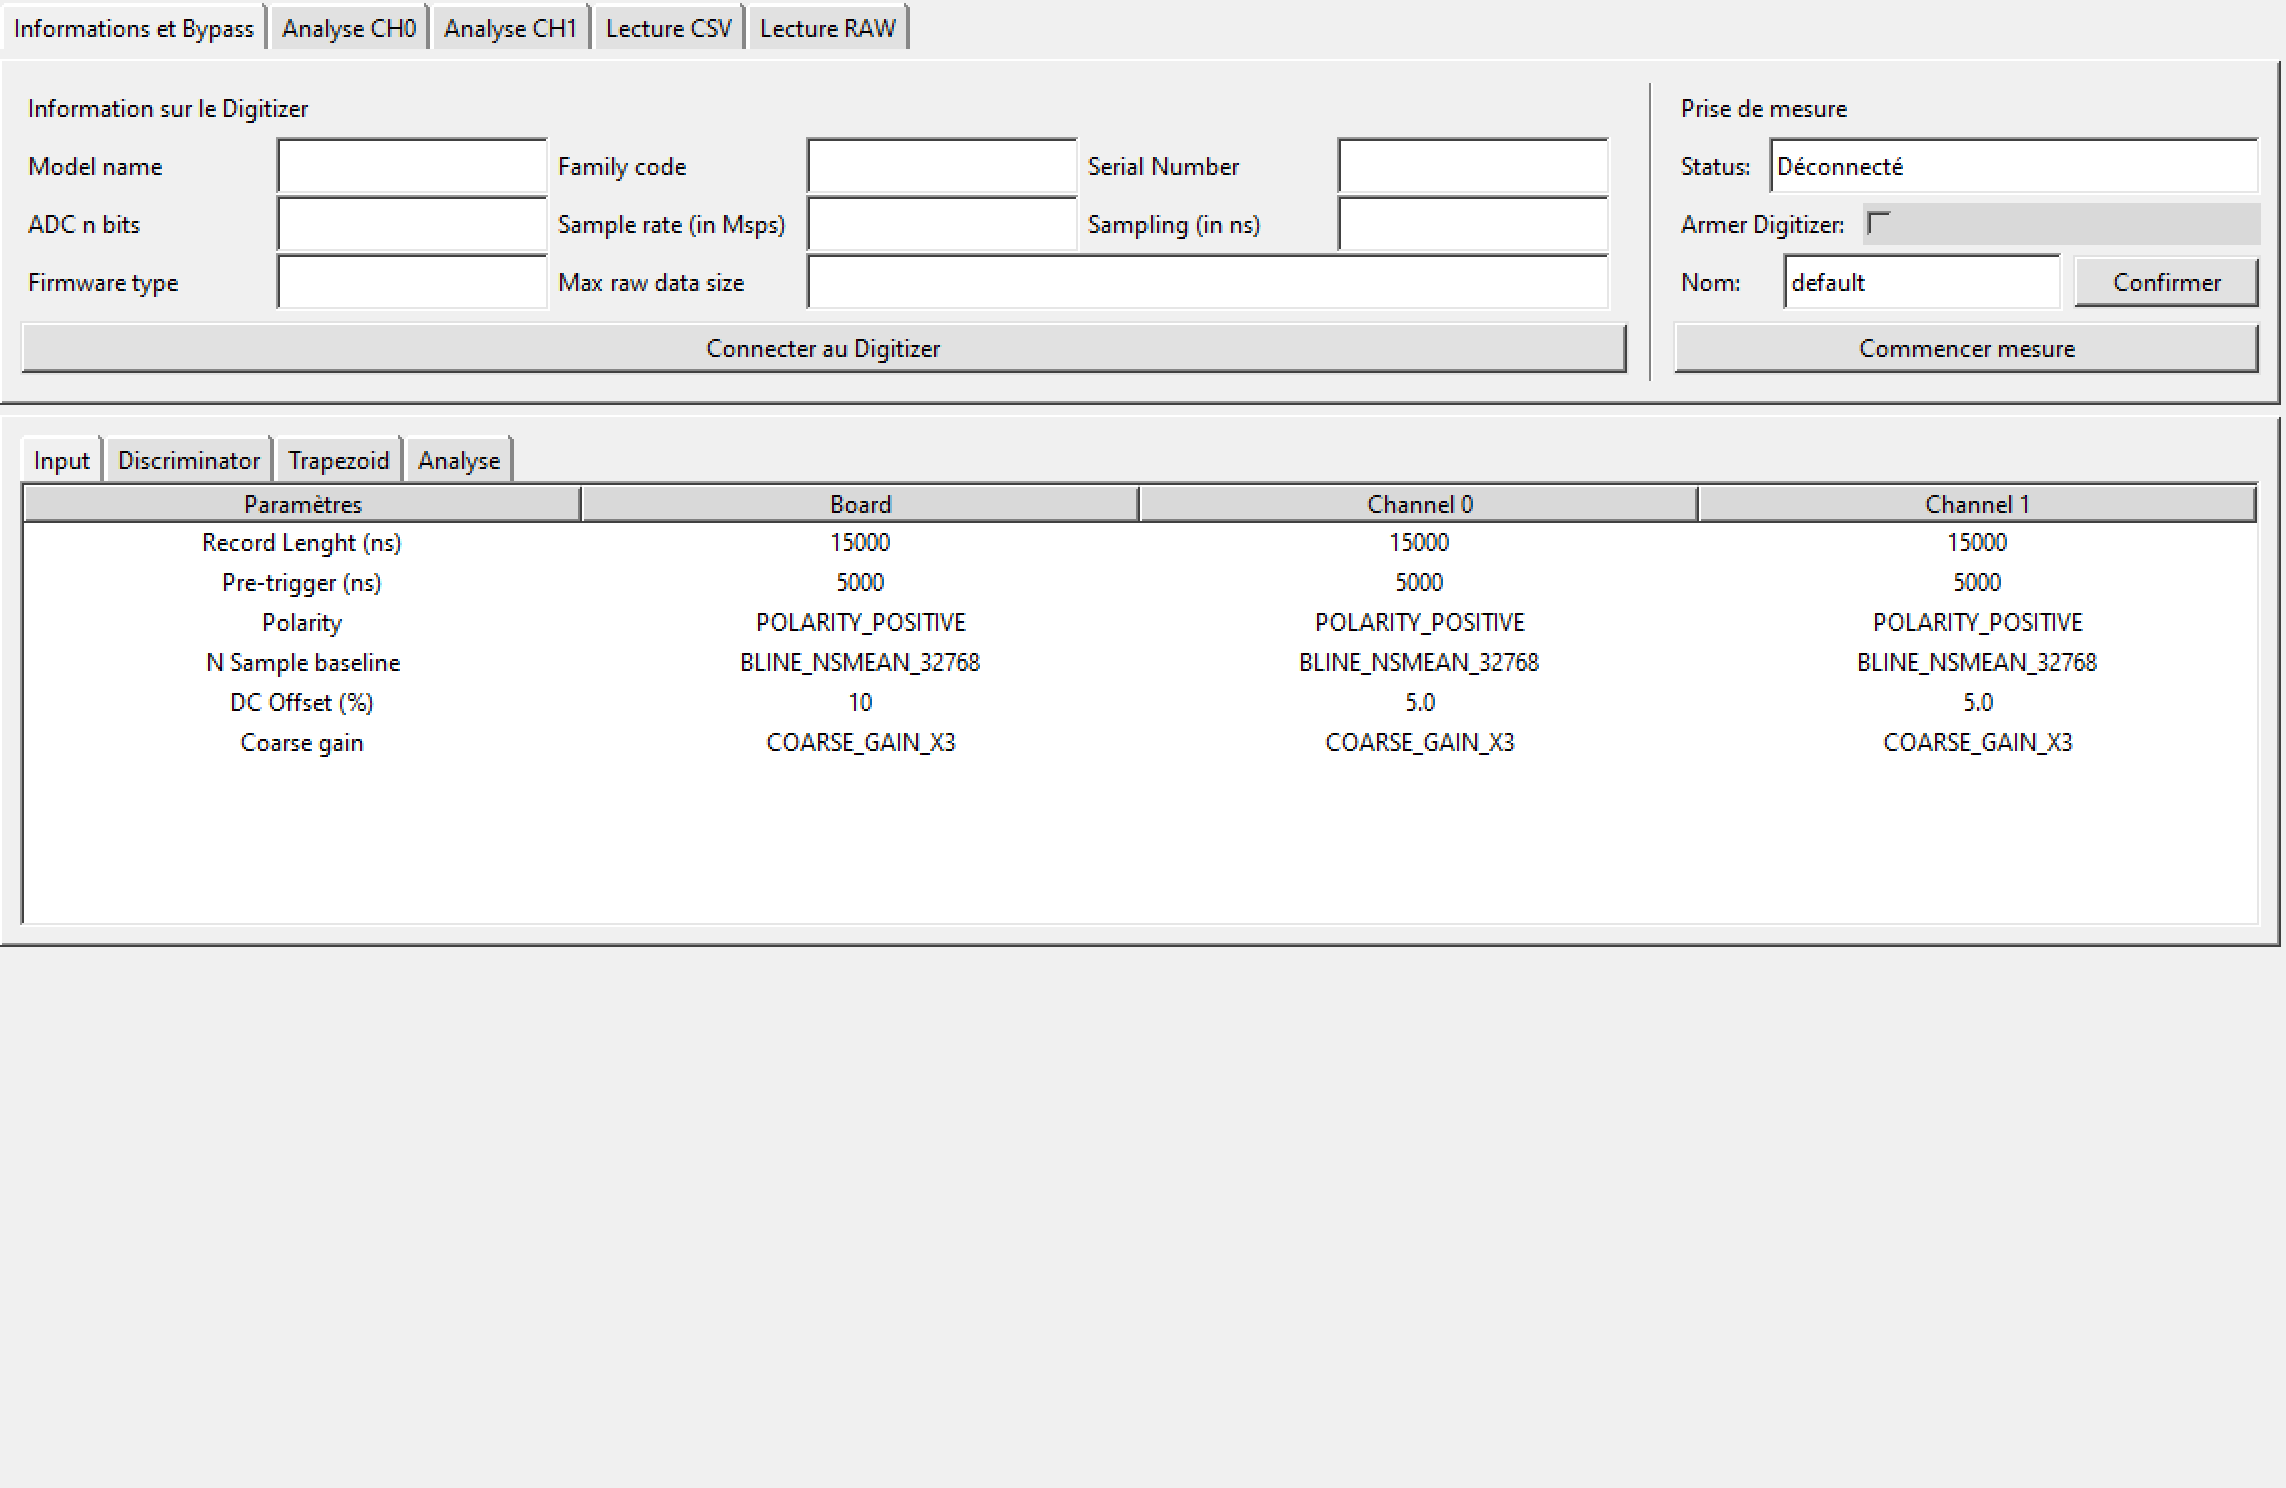 Informations et Bypass Analyse CH0 Analyse CH1 Lecture CSV Lecture RAW
Information sur le Digitizer
Model name Family code Serial Number
ADC n bits Sample rate (in Msps) Sampling (in ns)
Firmware type Max raw data size
Connecter au Digitizer
Prise de mesure
Status: Déconnecté
Armer Digitizer:
Nom: default Confirmer
Commencer mesure
Input Discriminator Trapezoid Analyse
Paramètres Board Channel 0 Channel 1
Record Lenght (ns) 15000 15000 15000
Pre-trigger (ns) 5000 5000 5000
Polarity POLARITY_POSITIVE POLARITY_POSITIVE POLARITY_POSITIVE
N Sample baseline BLINE_NSMEAN_32768 BLINE_NSMEAN_32768 BLINE_NSMEAN_32768
DC Offset (%) 10 5.0 5.0
Coarse gain COARSE_GAIN_X3 COARSE_GAIN_X3 COARSE_GAIN_X3